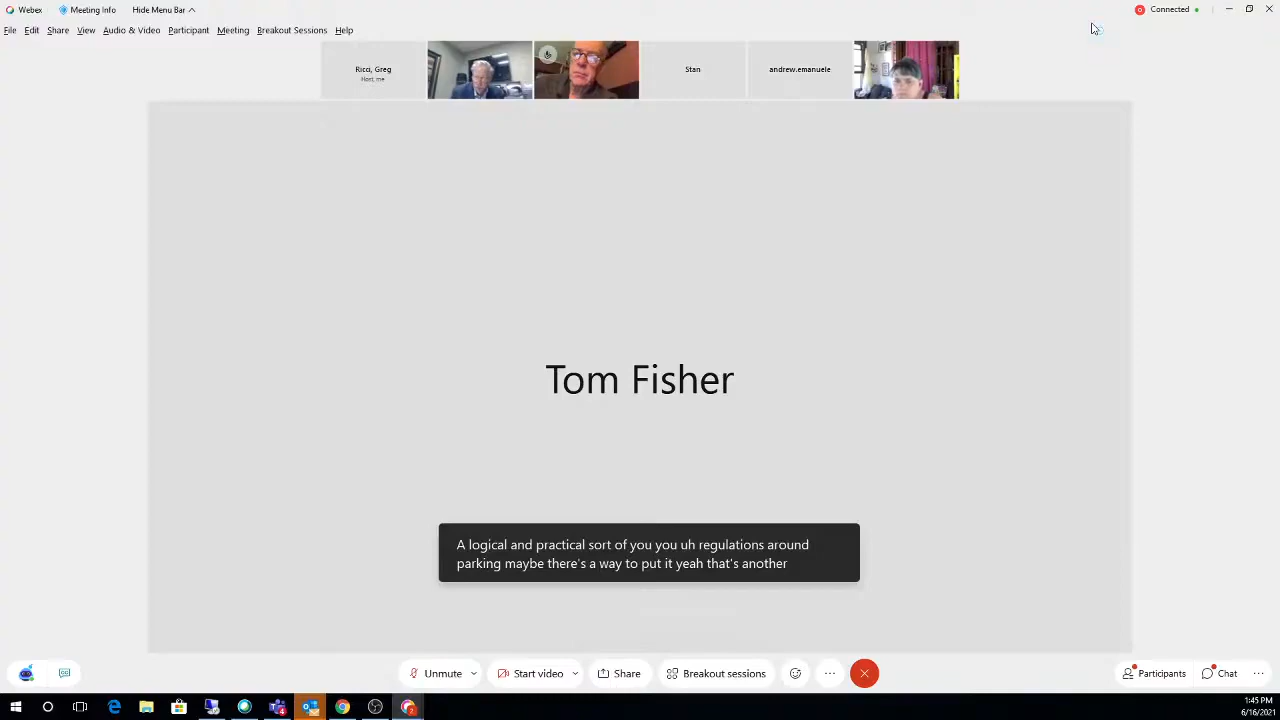 Webex
Meeting Info
Hide Menu Bar
Connected
File
Edit
Share
View
Audio & Video
Participant
Meeting
Breakout Sessions
Help
Ricci, Greg
Host, me
Stan
andrew.emanuele
Tom Fisher
A logical and practical sort of you you uh regulations around
parking maybe there's a way to put it yeah that's another
Unmute
Start video
Share
Breakout sessions
Participants
Chat
1:45 PM
6/16/2021